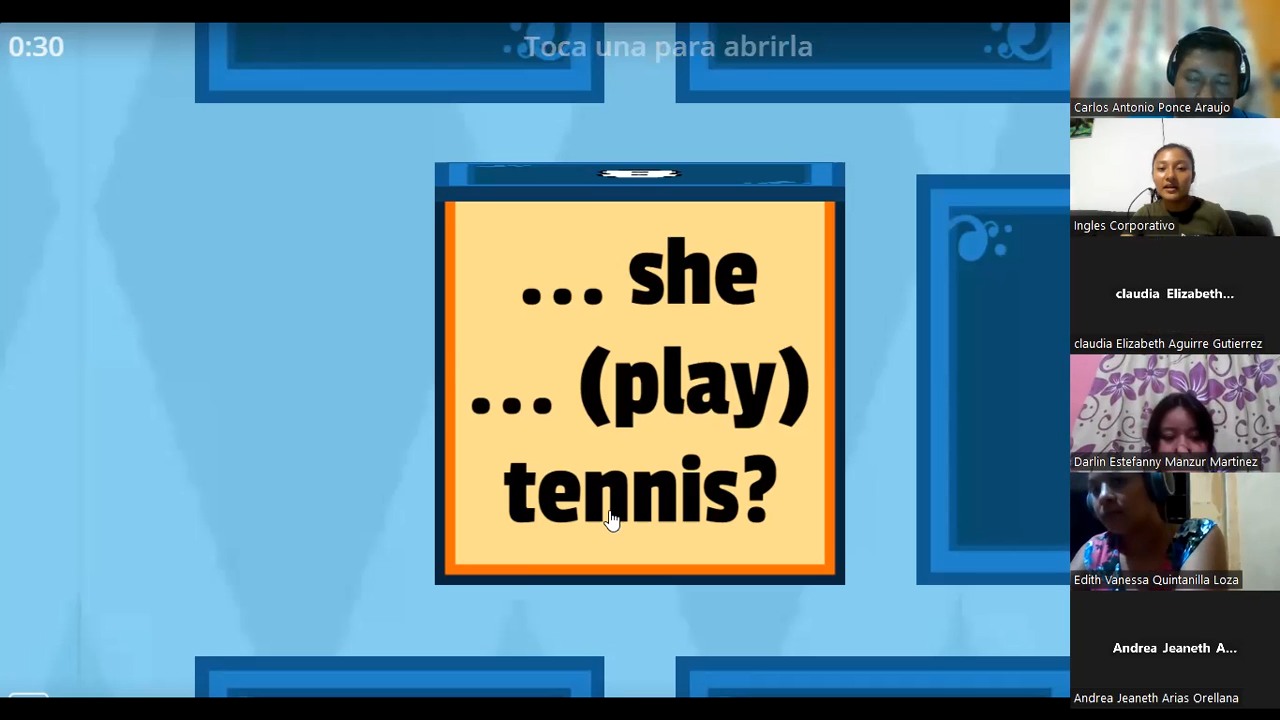 0:30
Toca una para abrirla
... she
... (play)
tennis?
Carlos Antonio Ponce Araujo
Ingles Corporativo
claudia Elizabeth...
claudia Elizabeth Aguirre Gutierrez
Darlin Estefanny Manzur Martinez
Edith Vanessa Quintanilla Loza
Andrea Jeaneth A...
Andrea Jeaneth Arias Orellana